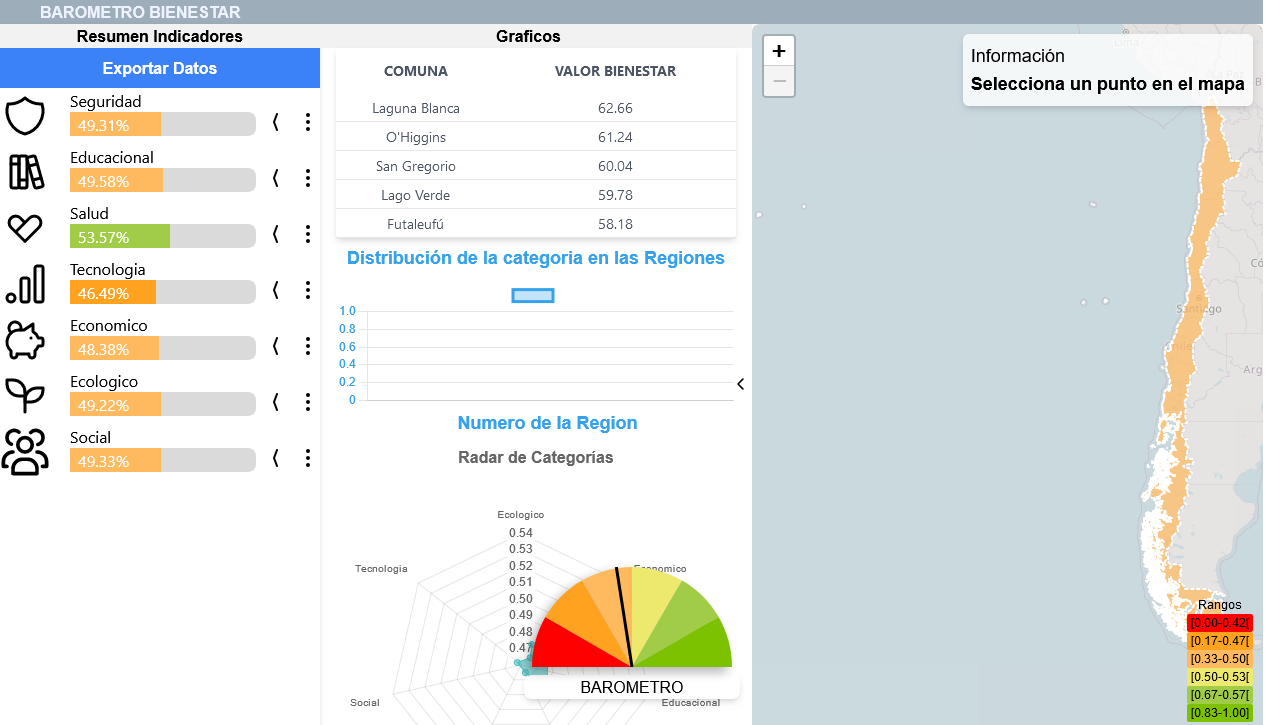 BAROMETRO BIENESTAR
Resumen Indicadores
Exportar Datos
Seguridad
49.31%
Educacional
49.58%
Salud
53.57%
Tecnologia
46.49%
Economico
48.38%
Ecologico
49.22%
Social
49.33%
Graficos
COMUNA VALOR BIENESTAR
Laguna Blanca 62.66
O'Higgins 61.24
San Gregorio 60.04
Lago Verde 59.78
Futaleufú 58.18
Distribución de la categoria en las Regiones
1.0
0.8
0.6
0.4
0.2
0
Numero de la Region
Radar de Categorías
Ecologico
0.54
0.53
0.52
0.51
0.50
0.49
0.48
0.47
Tecnologia
Economico
Social
Educacional
BAROMETRO
+
−
Información
Selecciona un punto en el mapa
Lima
Santiago
Chile
Có
Arg
Rangos
[0.00-0.42[
[0.17-0.47[
[0.33-0.50[
[0.50-0.53[
[0.67-0.57[
[0.83-1.00]